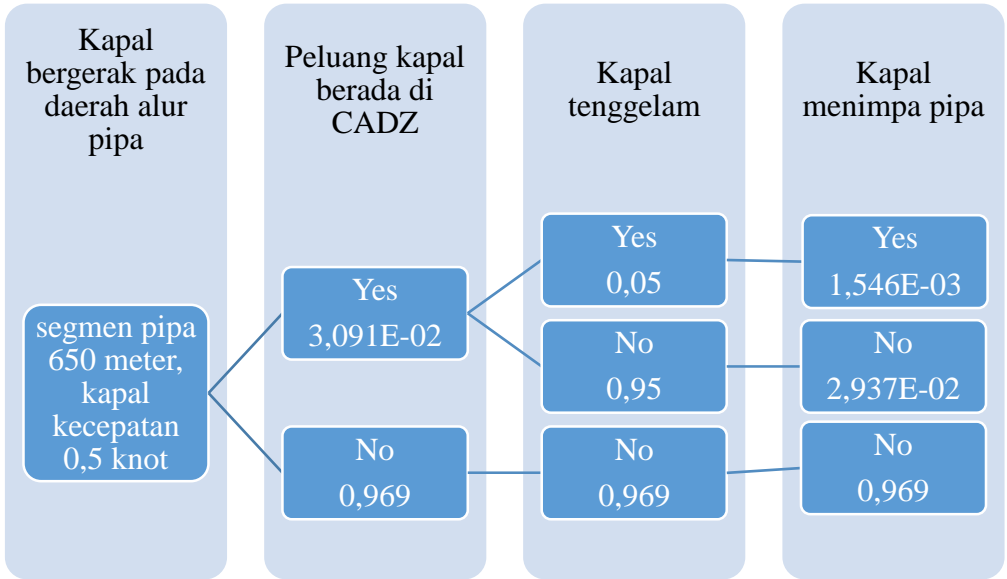 Kapal
bergerak pada
daerah alur
pipa
segmen pipa
650 meter,
kapal
kecepatan
0,5 knot
Peluang kapal
berada di
CADZ
Yes
3,091E-02
No
0,969
Kapal
tenggelam
Yes
0,05
No
0,95
No
0,969
Kapal
menimpa pipa
Yes
1,546E-03
No
2,937E-02
No
0,969